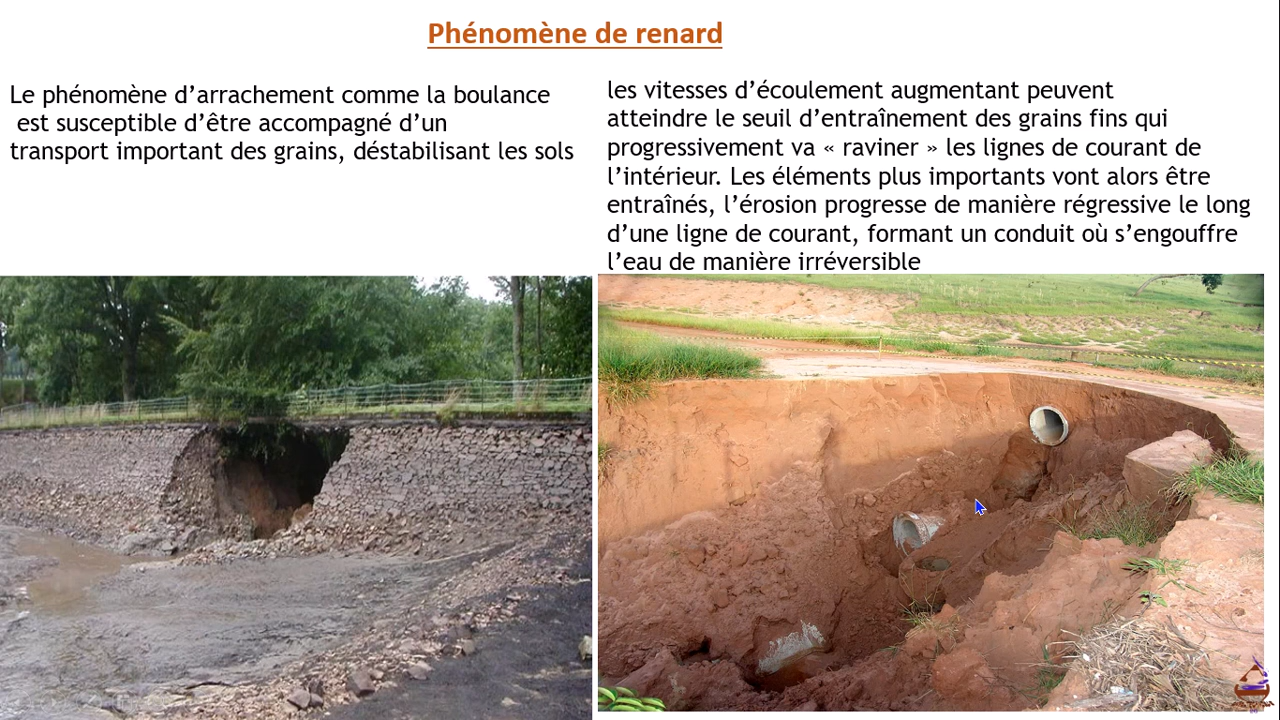 Phénomène de renard
Le phénomène d’arrachement comme la boulance
est susceptible d’être accompagné d’un
transport important des grains, déstabilisant les sols
les vitesses d’écoulement augmentant peuvent
atteindre le seuil d’entraînement des grains fins qui
progressivement va « raviner » les lignes de courant de
l’intérieur. Les éléments plus importants vont alors être
entraînés, l’érosion progresse de manière régressive le long
d’une ligne de courant, formant un conduit où s’engouffre
l’eau de manière irréversible